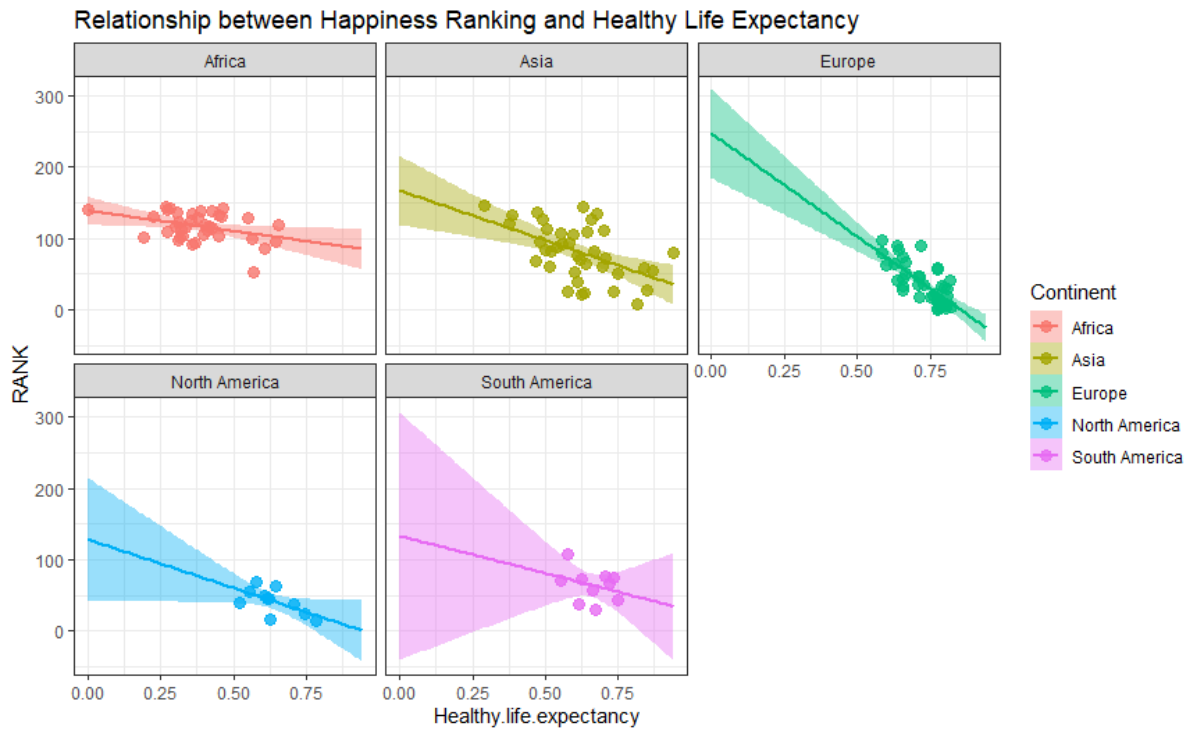 Relationship between Happiness Ranking and Healthy Life Expectancy
Africa
Asia
Europe
300
200
100
0
0.00 0.25 0.50 0.75
North America
South America
300
200
100
0
0.00 0.25 0.50 0.75
0.00 0.25 0.50 0.75
RANK
Healthy.life.expectancy
Continent
Africa
Asia
Europe
North America
South America